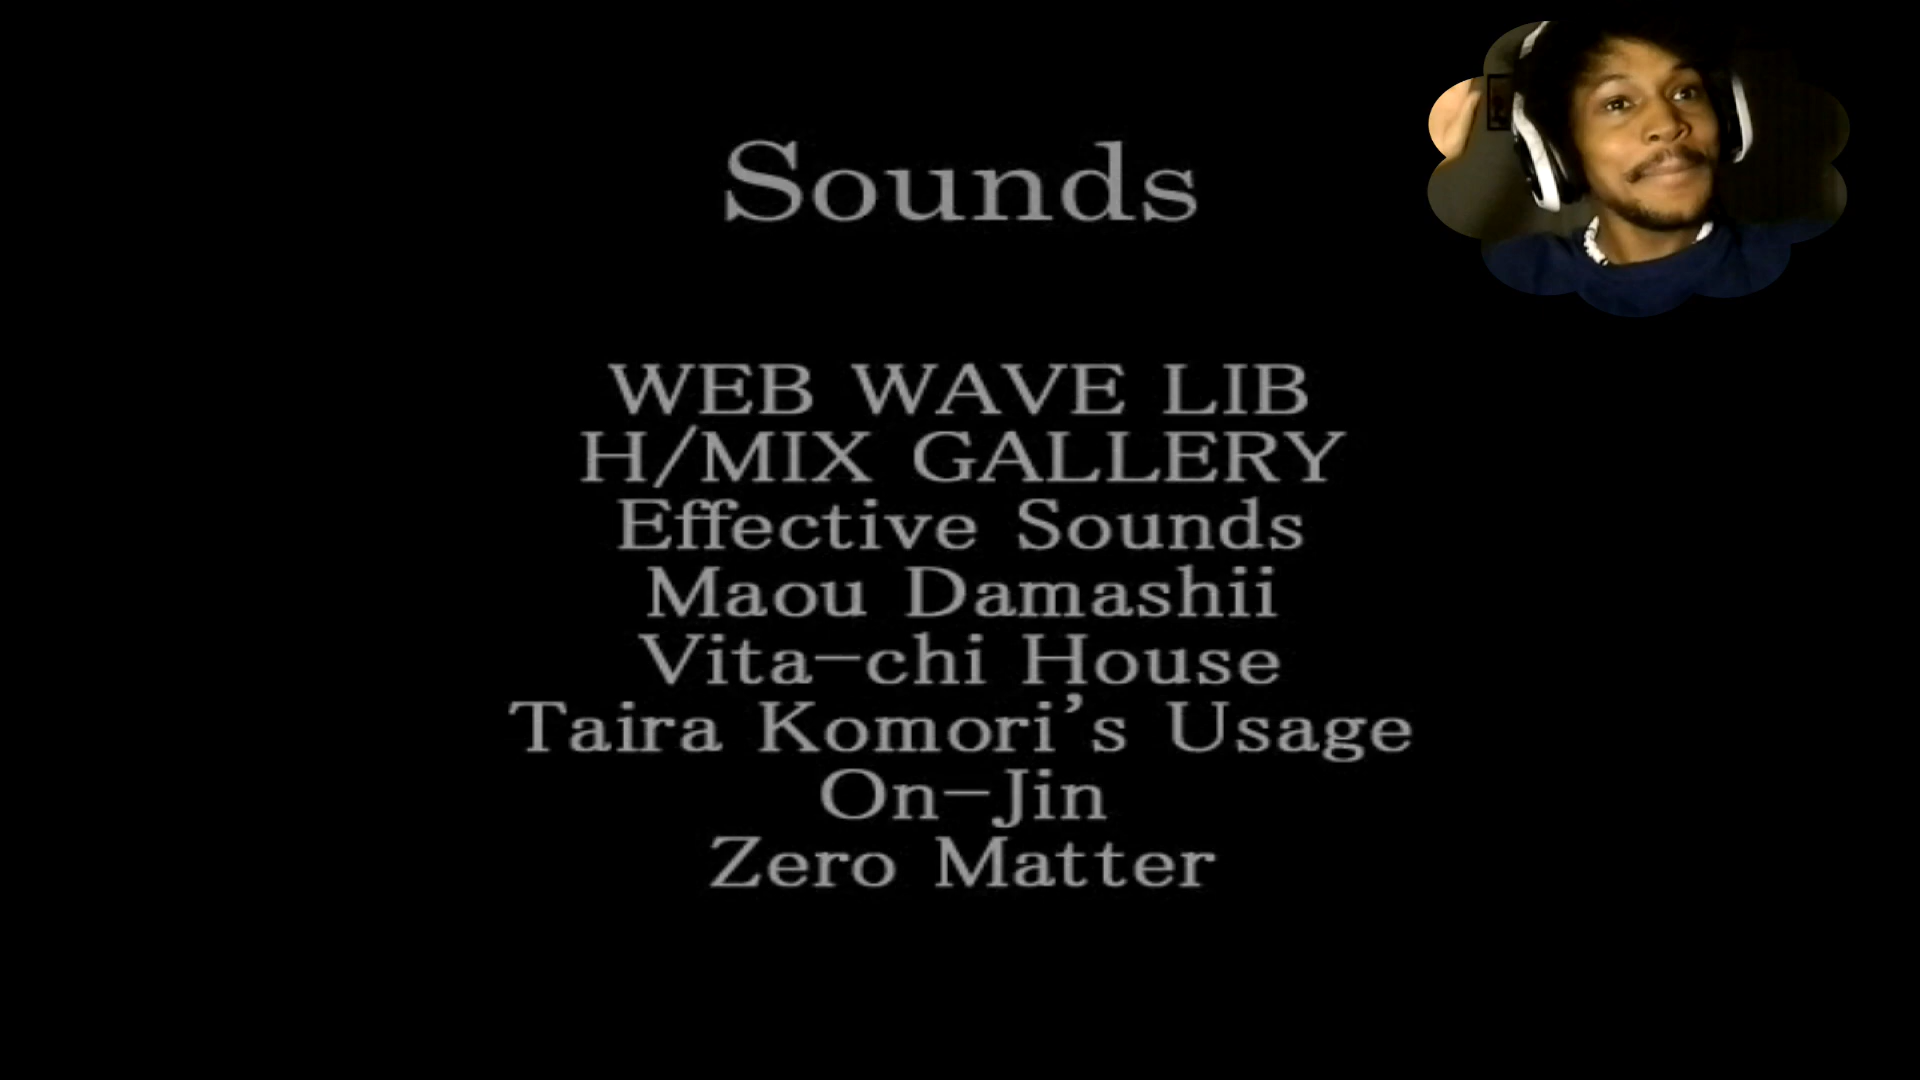 Sounds
WEB WAVE LIB
H/MIX GALLERY
Effective Sounds
Maou Damashii
Vita-chi House
Taira Komori's Usage
On-Jin
Zero Matter